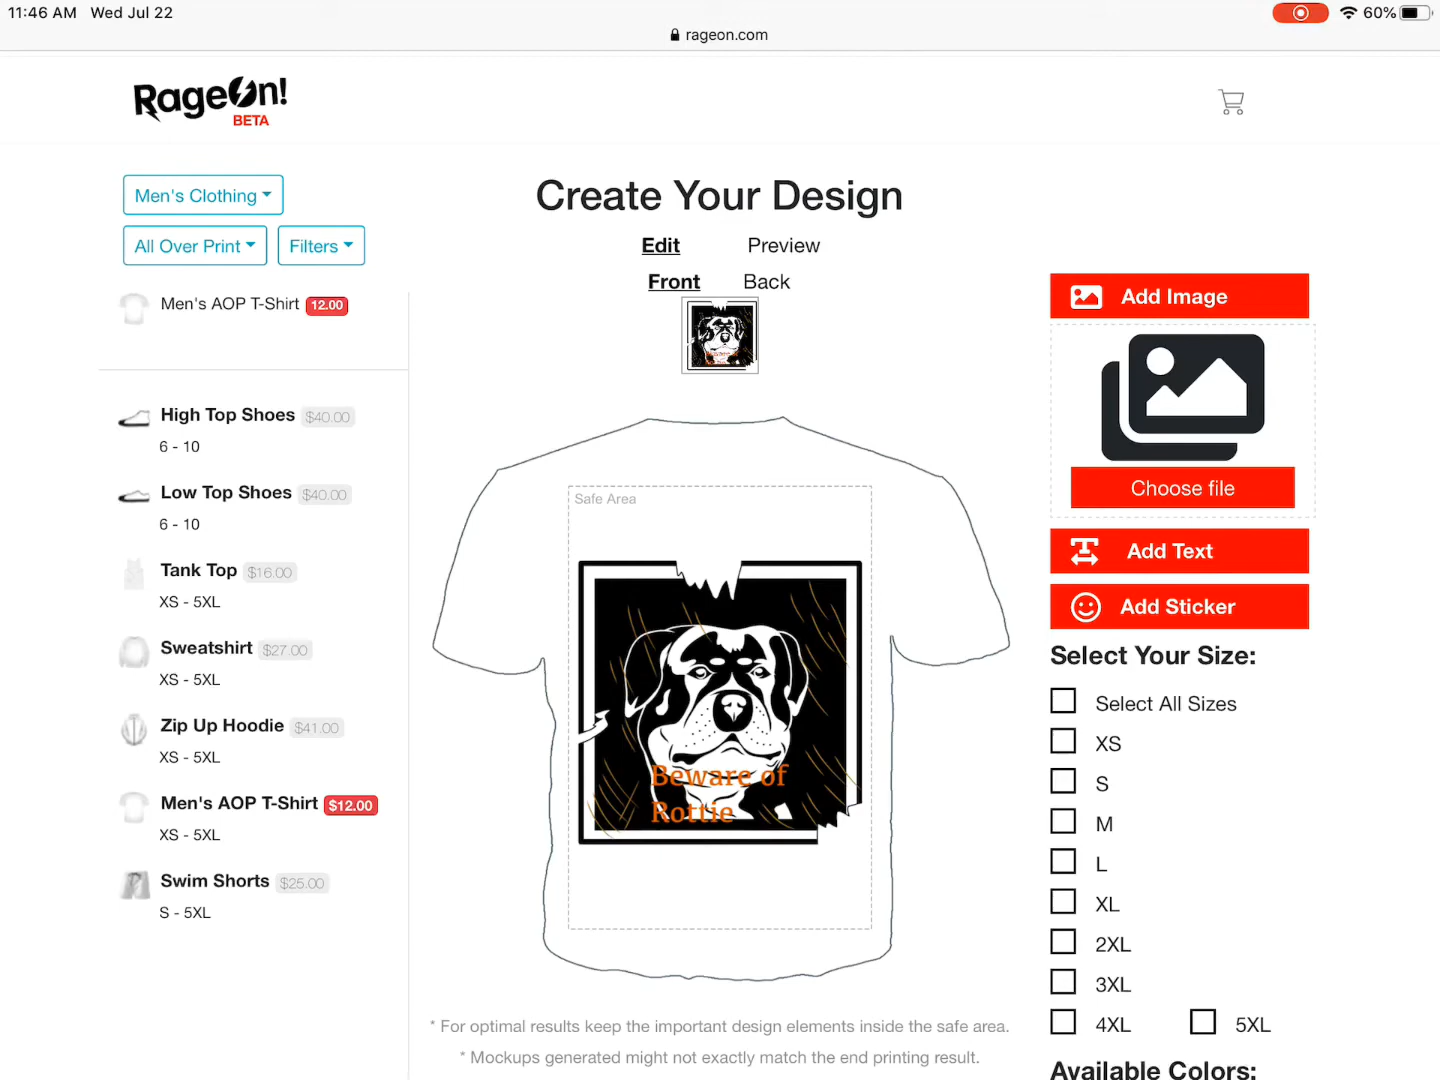 11:46 AM Wed Jul 22
60%
rageon.com
RageOn!
BETA
Men's Clothing
All Over Print
Filters
Men's AOP T-Shirt 12.00
High Top Shoes $40.00
6 - 10
Low Top Shoes $40.00
6 - 10
Tank Top $16.00
XS - 5XL
Sweatshirt $27.00
XS - 5XL
Zip Up Hoodie $41.00
XS - 5XL
Men's AOP T-Shirt $12.00
XS - 5XL
Swim Shorts $25.00
S - 5XL
Create Your Design
Edit Preview
Front Back
Safe Area
Beware of
Rottie
* For optimal results keep the important design elements inside the safe area.
* Mockups generated might not exactly match the end printing result.
Add Image
Choose file
Add Text
Add Sticker
Select Your Size:
Select All Sizes
XS
S
M
L
XL
2XL
3XL
4XL 5XL
Available Colors: